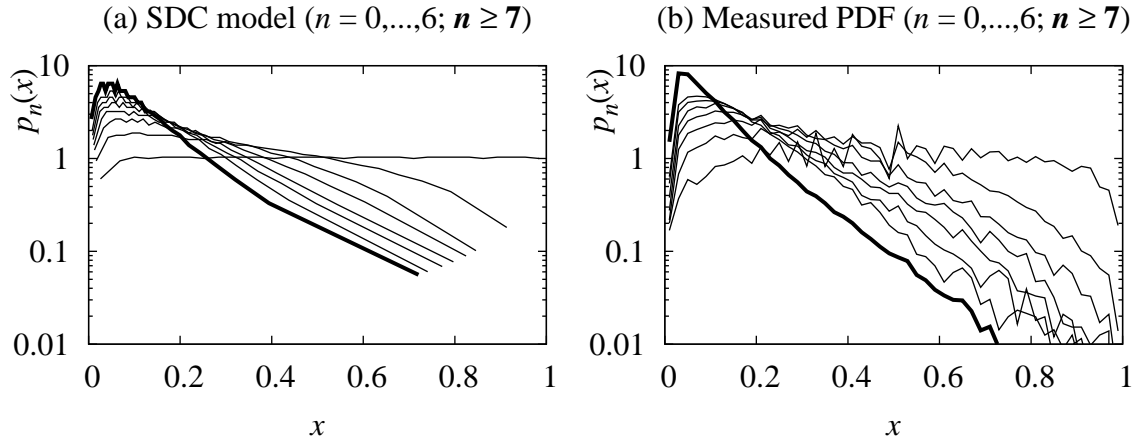 (a) SDC model (n = 0,...,6; n ≥ 7)
p_n(x)
10
1
0.1
0.01
0 0.2 0.4 0.6 0.8 1
x
(b) Measured PDF (n = 0,...,6; n ≥ 7)
p_n(x)
10
1
0.1
0.01
0 0.2 0.4 0.6 0.8 1
x